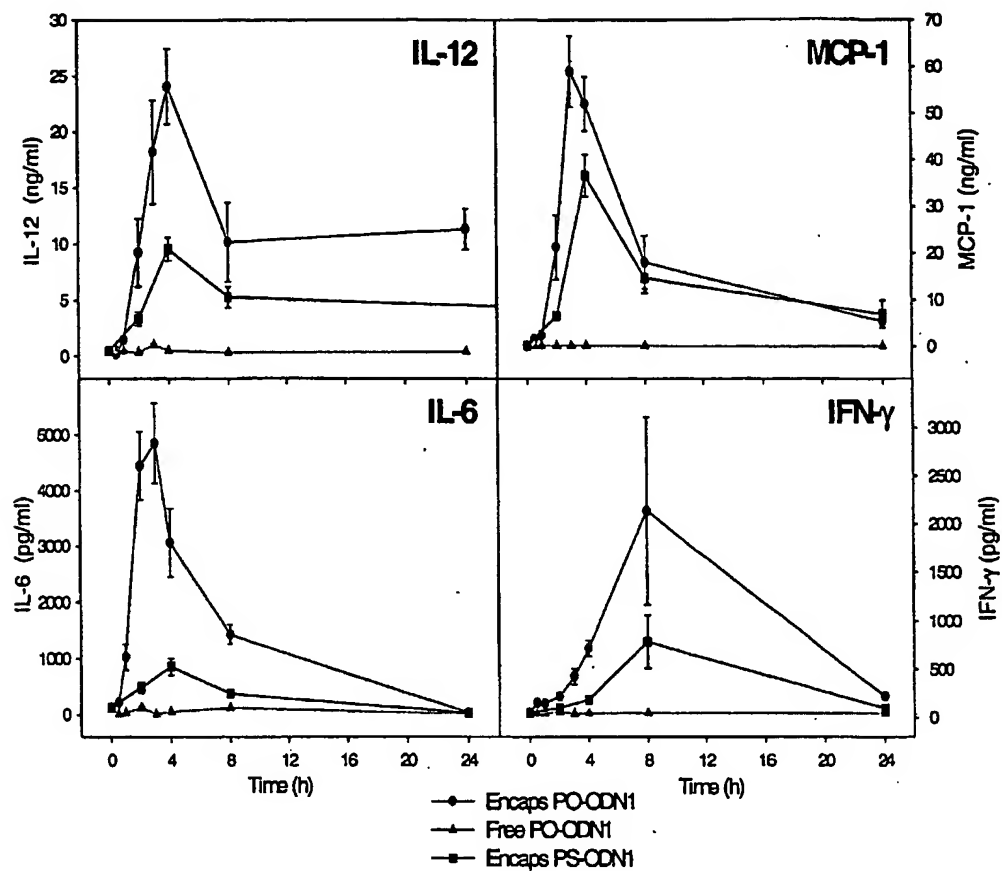 IL-12
30
25
20
15
10
5
0
IL-12 (ng/ml)
MCP-1
70
60
50
40
30
20
10
0
MCP-1 (ng/ml)
IL-6
5000
4000
3000
2000
1000
0
IL-6 (pg/ml)
IFN-γ
3000
2500
2000
1500
1000
500
0
IFN-γ (pg/ml)
0 4 8 12 16 20 24
Time (h)
0 4 8 12 16 20 24
Time (h)
Encaps PO-ODN1
Free PO-ODN1
Encaps PS-ODN1